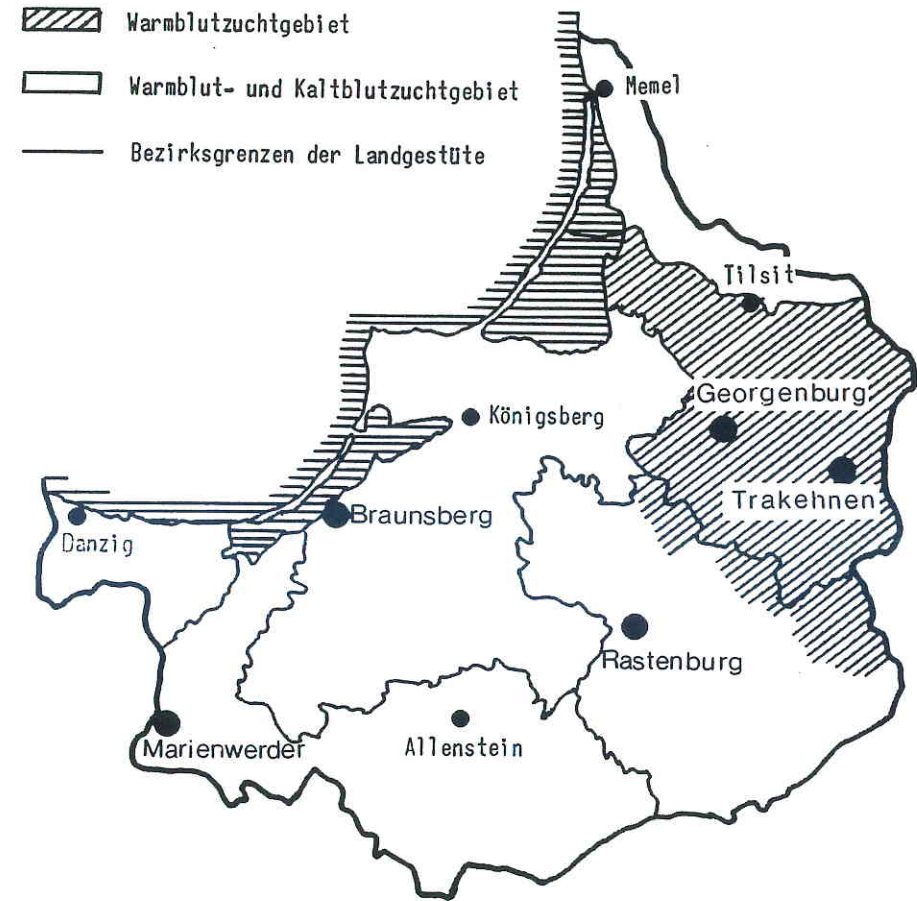 Warmblutzuchtgebiet
Warmblut- und Kaltblutzuchtgebiet
Bezirksgrenzen der Landgestüte
Memel
Tilsit
Georgenburg
Königsberg
Trakehnen
Braunsberg
Danzig
Rastenburg
Marienwerder
Allenstein